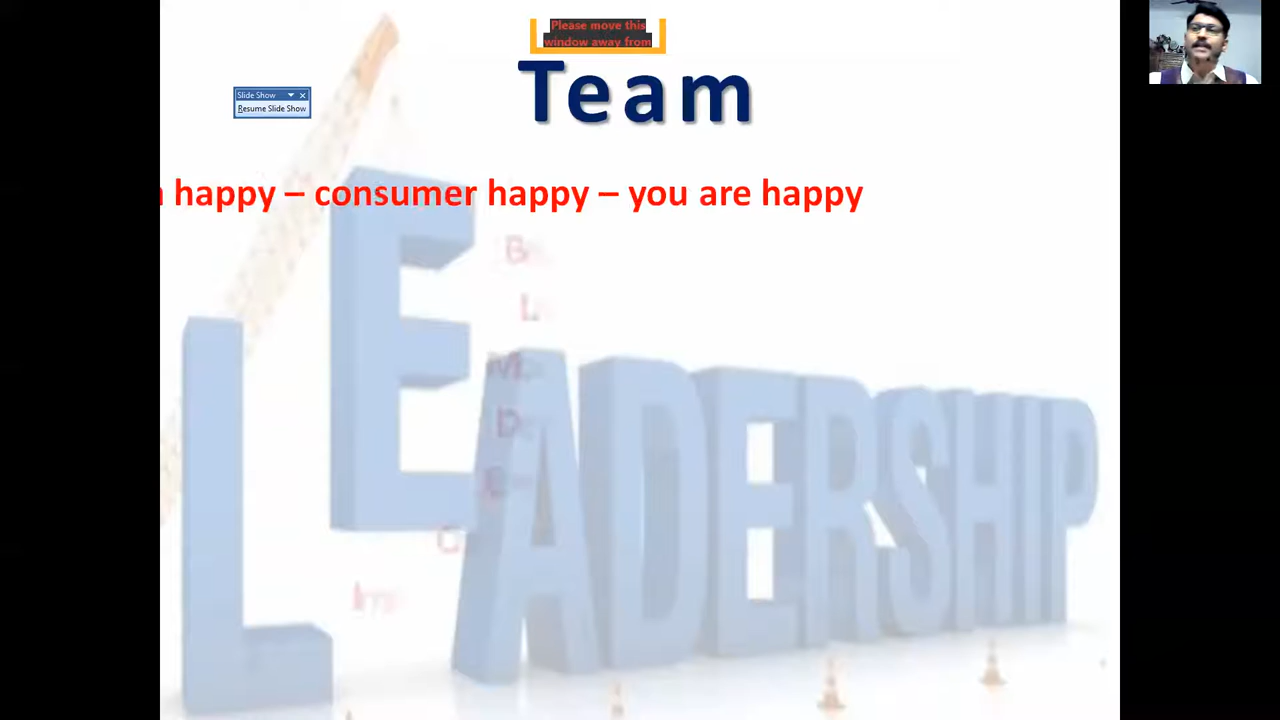 Please move this
window away from
Team
Slide Show
Resume Slide Show
happy – consumer happy – you are happy
LEADERSHIP